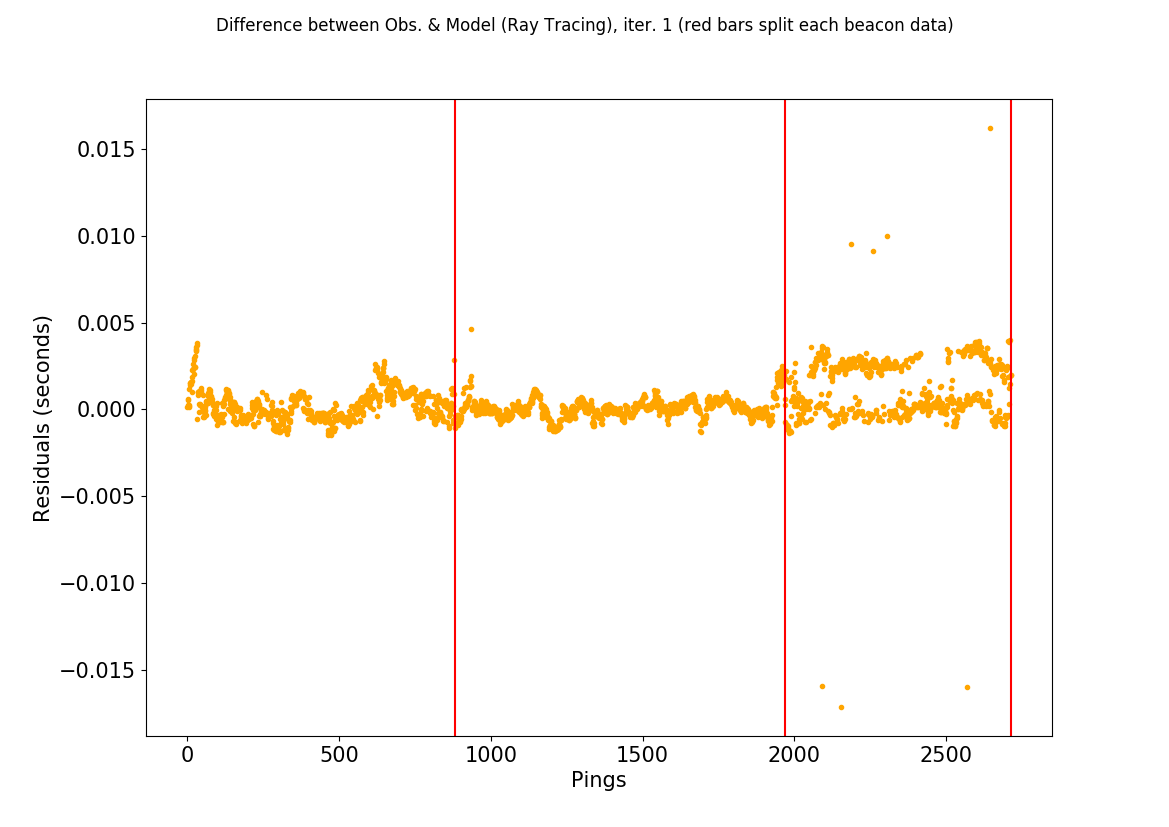 Difference between Obs. & Model (Ray Tracing), iter. 1 (red bars split each beacon data)
0.015
0.010
0.005
0.000
−0.005
−0.010
−0.015
Residuals (seconds)
0 500 1000 1500 2000 2500
Pings